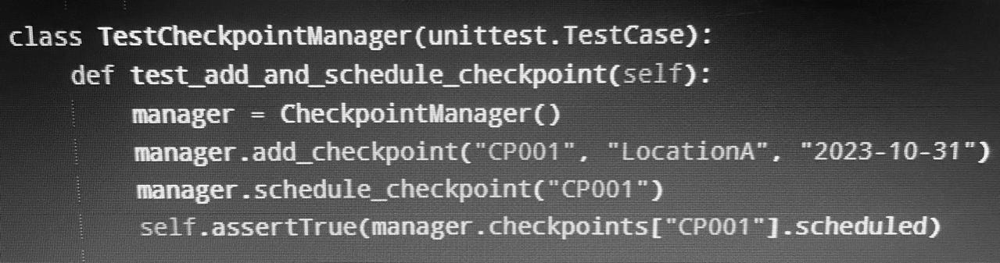 class TestCheckpointManager(unittest.TestCase):
    def test_add_and_schedule_checkpoint(self):
        manager = CheckpointManager()
        manager.add_checkpoint("CP001", "LocationA", "2023-10-31")
        manager.schedule_checkpoint("CP001")
        self.assertTrue(manager.checkpoints["CP001"].scheduled)